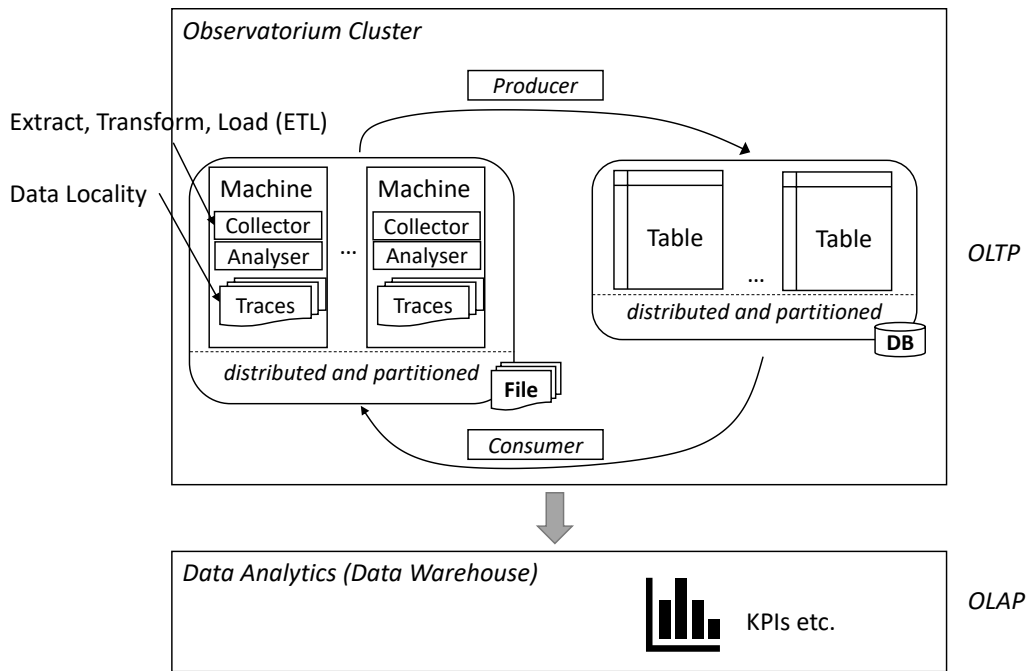 Observatorium Cluster
Producer
Extract, Transform, Load (ETL)
Data Locality
Machine
Collector
Analyser
Traces
...
Machine
Collector
Analyser
Traces
distributed and partitioned
File
Table
...
Table
distributed and partitioned
DB
OLTP
Consumer
Data Analytics (Data Warehouse)
KPIs etc.
OLAP